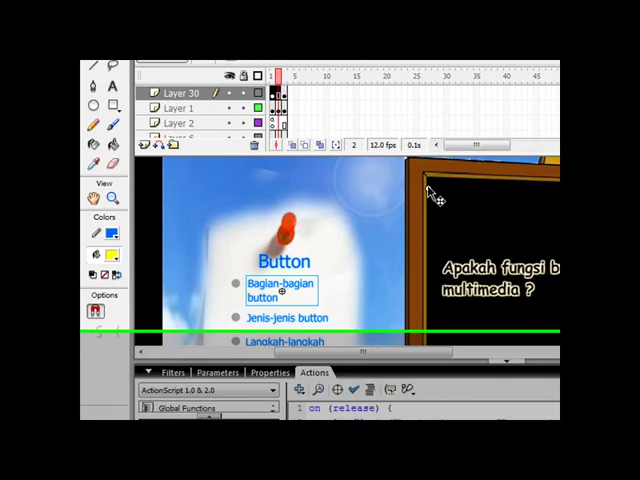 1 5 10 15 20 25 30 35 40 45
Layer 30
Layer 1
Layer 2
2 12.0 fps 0.1s
A
View
Colors
Options
Button
Bagian-bagian
button
Jenis-jenis button
Langkah-langkah
Apakah fungsi b
multimedia ?
Filters Parameters Properties Actions
ActionScript 1.0 & 2.0
Global Functions
1 on (release) {